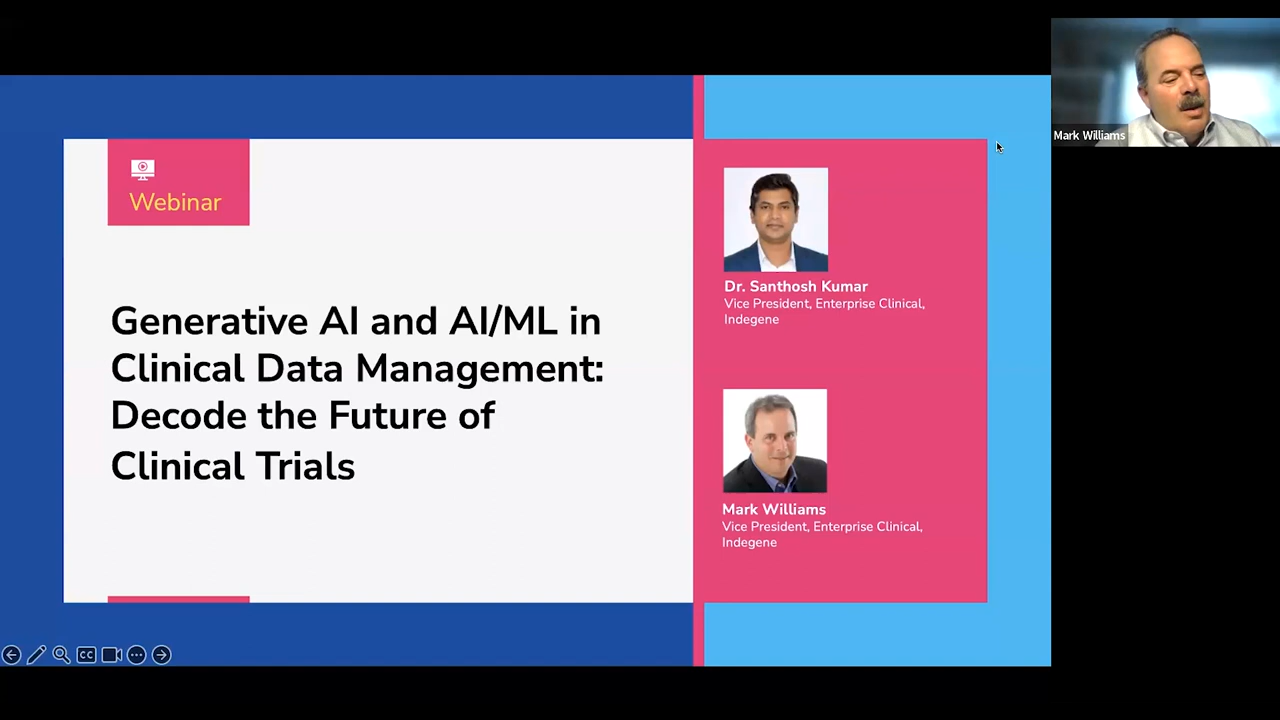 Webinar
Generative AI and AI/ML in
Clinical Data Management:
Decode the Future of
Clinical Trials
Dr. Santhosh Kumar
Vice President, Enterprise Clinical,
Indegene
Mark Williams
Vice President, Enterprise Clinical,
Indegene
Mark Williams
CC